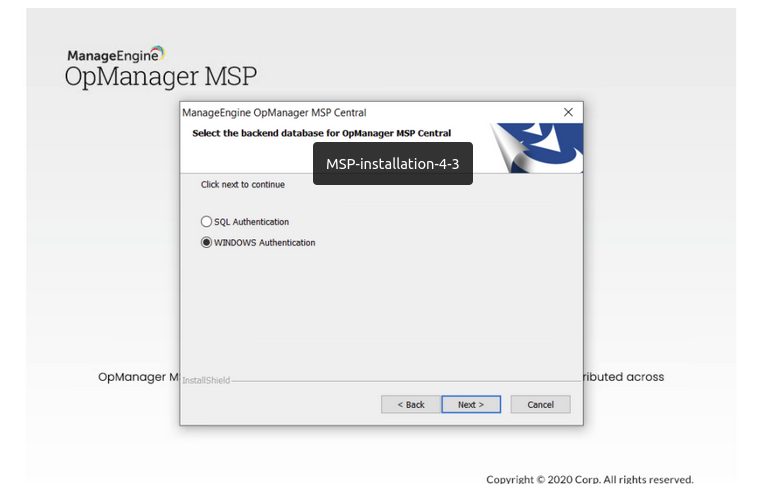 ManageEngine
OpManager MSP
ManageEngine OpManager MSP Central
Select the backend database for OpManager MSP Central
MSP-installation-4-3
Click next to continue
SQL Authentication
WINDOWS Authentication
OpManager M
ributed across
InstallShield
< Back
Next >
Cancel
Copyright © 2020 Corp. All rights reserved.